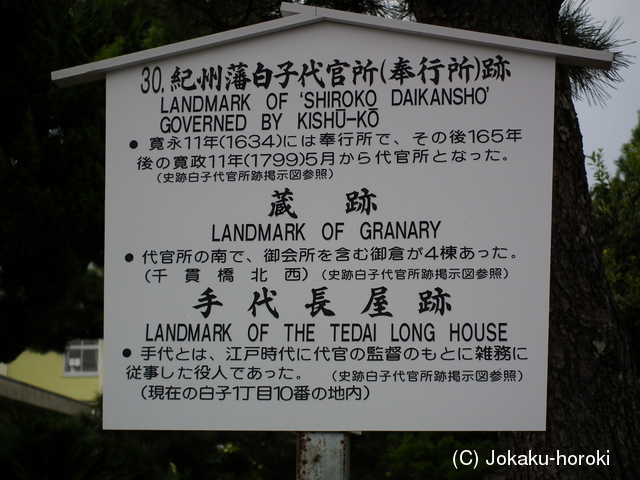 30.紀州藩白子代官所(奉行所)跡
LANDMARK OF 'SHIROKO DAIKANSHO'
GOVERNED BY KISHŪ-KŌ
● 寛永11年(1634)には奉行所で、その後165年
後の寛政11年(1799)5月から代官所となった。
(史跡白子代官所跡掲示図参照)
蔵 跡
LANDMARK OF GRANARY
● 代官所の南で、御会所を含む御倉が4棟あった。
(千貫橋北西)(史跡白子代官所跡掲示図参照)
手代長屋跡
LANDMARK OF THE TEDAI LONG HOUSE
● 手代とは、江戸時代に代官の監督のもとに雑務に
従事した役人であった。 (史跡白子代官所跡掲示図参照)
(現在の白子1丁目10番の地内)
(C) Jokaku-horoki